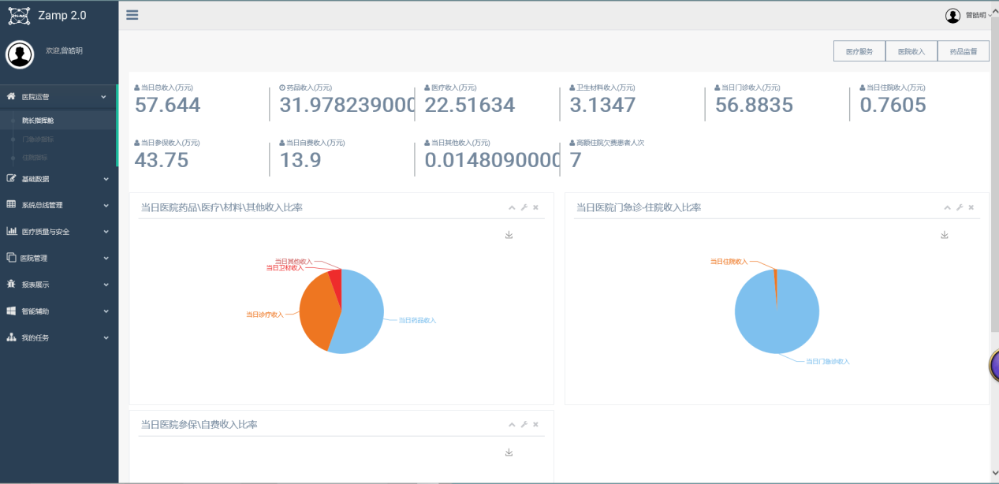 Zamp 2.0
曾皓明
欢迎,曾皓明
医疗服务
医院收入
药品监督
医院运营
院长指挥舱
门急诊指标
住院指标
基础数据
系统总线管理
医疗质量与安全
医院管理
报表展示
智能辅助
我的任务
当日总收入(万元)
57.644
药品收入(万元)
31.978239000
医疗收入(万元)
22.51634
卫生材料收入(万元)
3.1347
当日门诊收入(万元)
56.8835
当日住院收入(万元)
0.7605
当日参保收入(万元)
43.75
当日自费收入(万元)
13.9
当日其他收入(万元)
0.0148090000
高额住院欠费患者人次
7
当日医院药品\医疗\材料\其他收入比率
当日其他收入
当日卫材收入
当日诊疗收入
当日药品收入
当日医院门急诊-住院收入比率
当日住院收入
当日门急诊收入
当日医院参保\自费收入比率